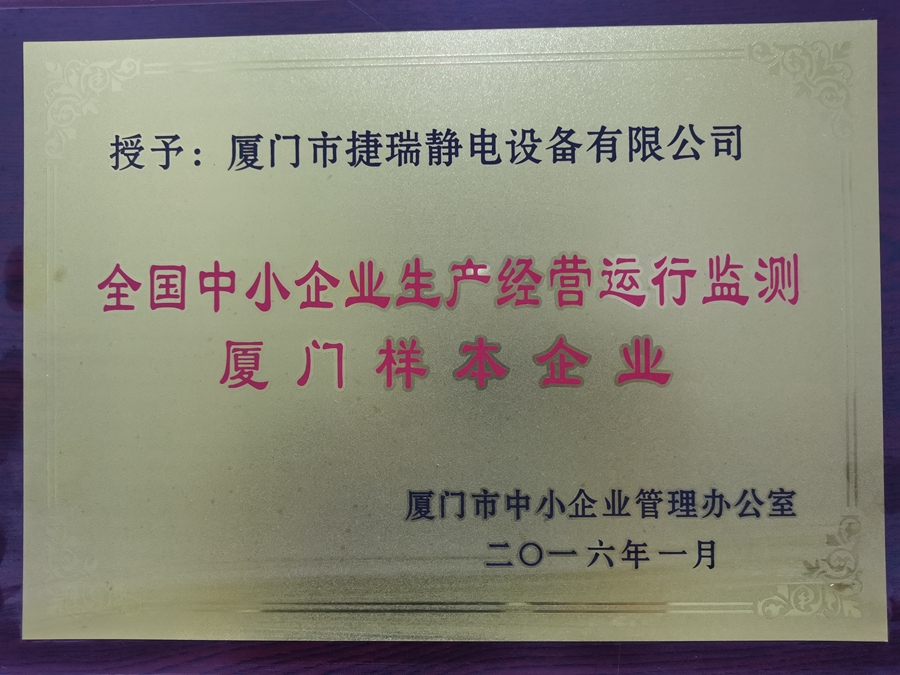 授予：厦门市捷瑞静电设备有限公司
全国中小企业生产经营运行监测
厦门样本企业
厦门市中小企业管理办公室
二〇一六年一月